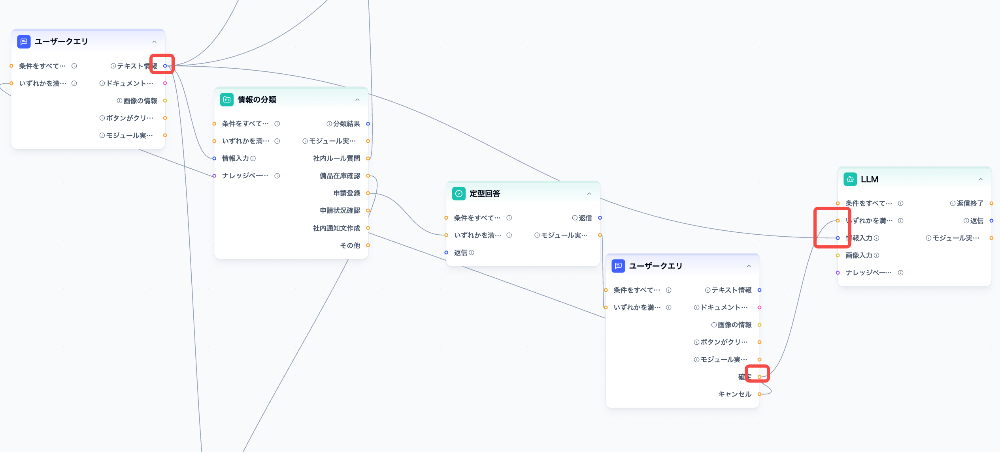 ユーザークエリ
条件をすべて…
テキスト情報
いずれかを満…
ドキュメント…
画像の情報
ボタンがクリ…
モジュール実…
情報の分類
条件をすべて…
分類結果
いずれかを満…
モジュール実…
情報入力
社内ルール質問
ナレッジベー…
備品在庫確認
申請登録
申請状況確認
社内通知文作成
その他
定型回答
条件をすべて…
返信
いずれかを満…
モジュール実…
返信
ユーザークエリ
条件をすべて…
テキスト情報
いずれかを満…
ドキュメント…
画像の情報
ボタンがクリ…
モジュール実…
確定
キャンセル
LLM
条件をすべて…
返信終了
いずれかを満…
返信
情報入力
モジュール実…
画像入力
ナレッジベー…